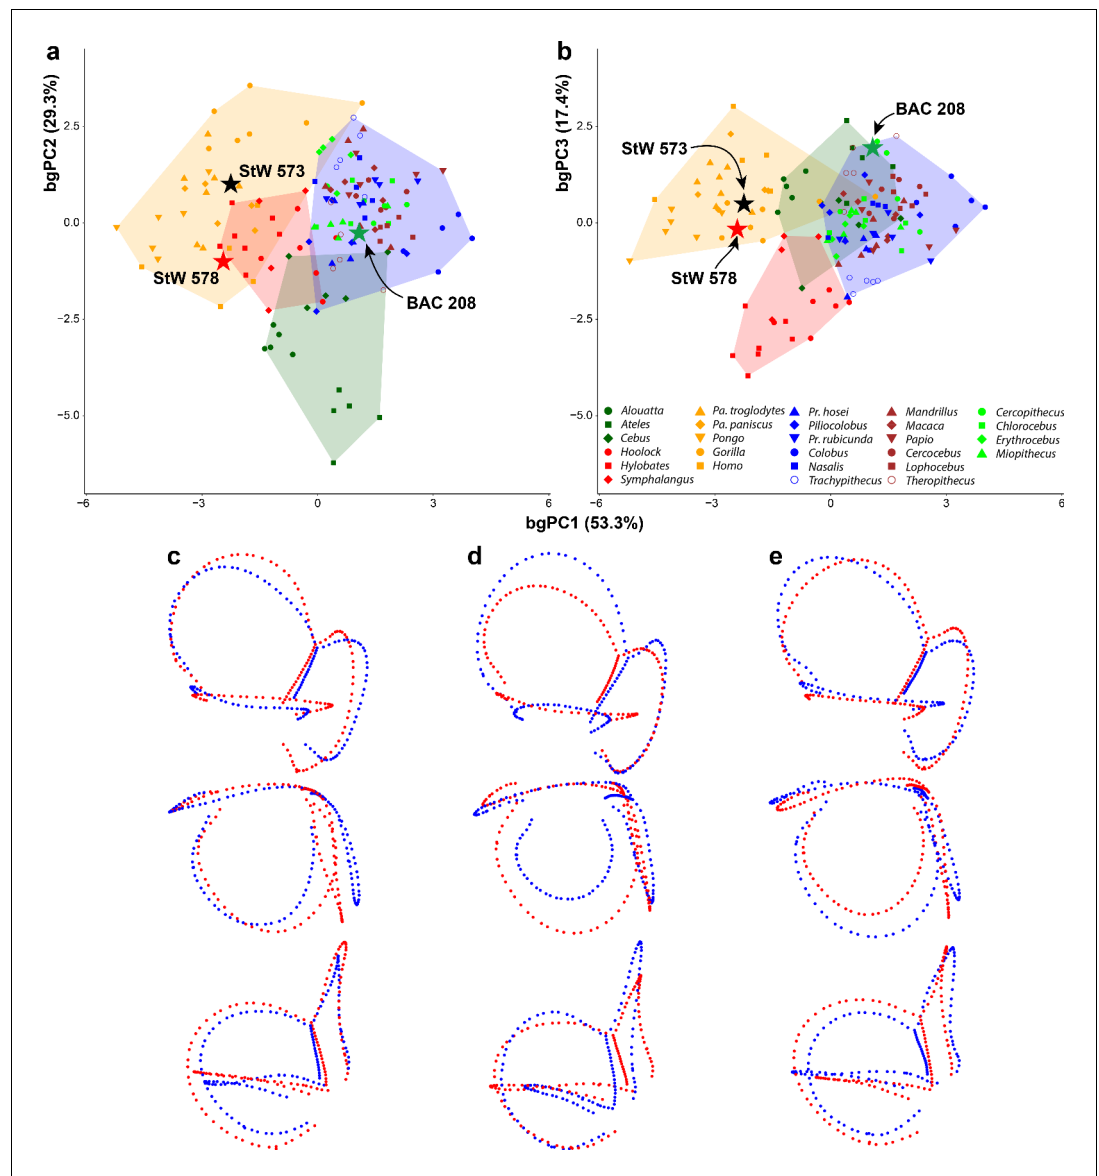 a
bgPC2 (29.3%)
2.5
0.0
−2.5
−5.0
−6
−3
0
3
6
StW 573
StW 578
BAC 208
b
bgPC3 (17.4%)
2.5
0.0
−2.5
−5.0
−6
−3
0
3
6
StW 573
StW 578
BAC 208
bgPC1 (53.3%)
Alouatta
Ateles
Cebus
Hoolock
Hylobates
Symphalangus
Pa. troglodytes
Pa. paniscus
Pongo
Gorilla
Homo
Pr. hosei
Piliocolobus
Pr. rubicunda
Colobus
Nasalis
Trachypithecus
Mandrillus
Macaca
Papio
Cercocebus
Lophocebus
Theropithecus
Cercopithecus
Chlorocebus
Erythrocebus
Miopithecus
c
d
e